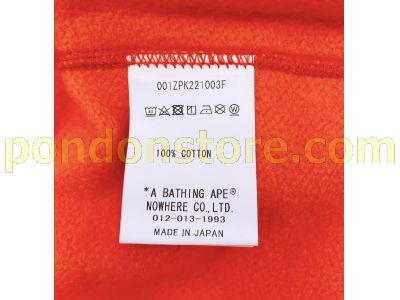 001ZPK221003F
pondonstore.com
100% COTTON
*A BATHING APE®
NOWHERE CO.,LTD.
012-013-1993
MADE IN JAPAN